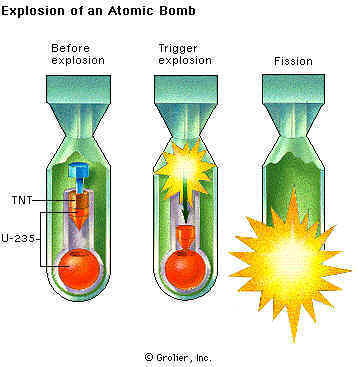 Explosion of an Atomic Bomb
Before
explosion
Trigger
explosion
Fission
TNT
U-235
© Grolier, Inc.